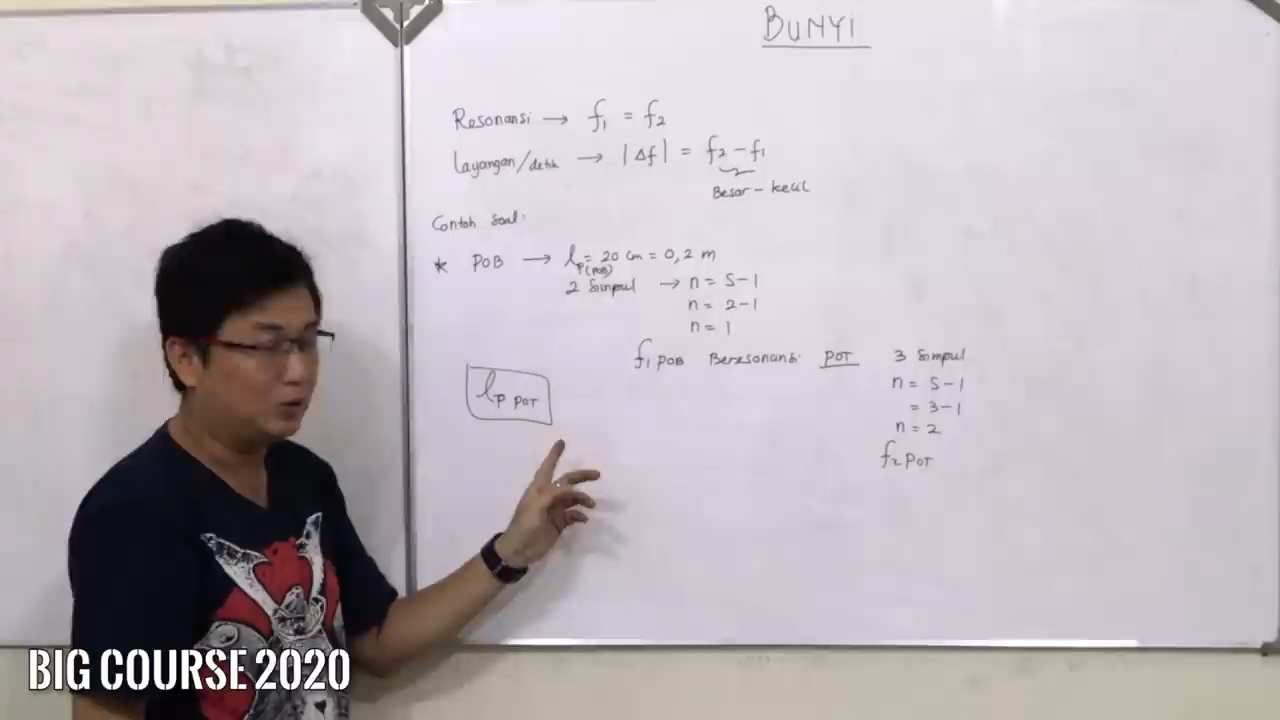 BUNYI
Resonansi → f₁ = f₂
Layangan/detik → |Δf| = f₂ - f₁
Besar - kecil
Contoh Soal:
* POB → lp(POB) = 20 cm = 0,2 m
2 Simpul → n = S-1
n = 2-1
n = 1
f₁ POB Beresonansi POT 3 Simpul
n = S-1
= 3-1
n = 2
f₂ POT
lp POT
BIG COURSE 2020